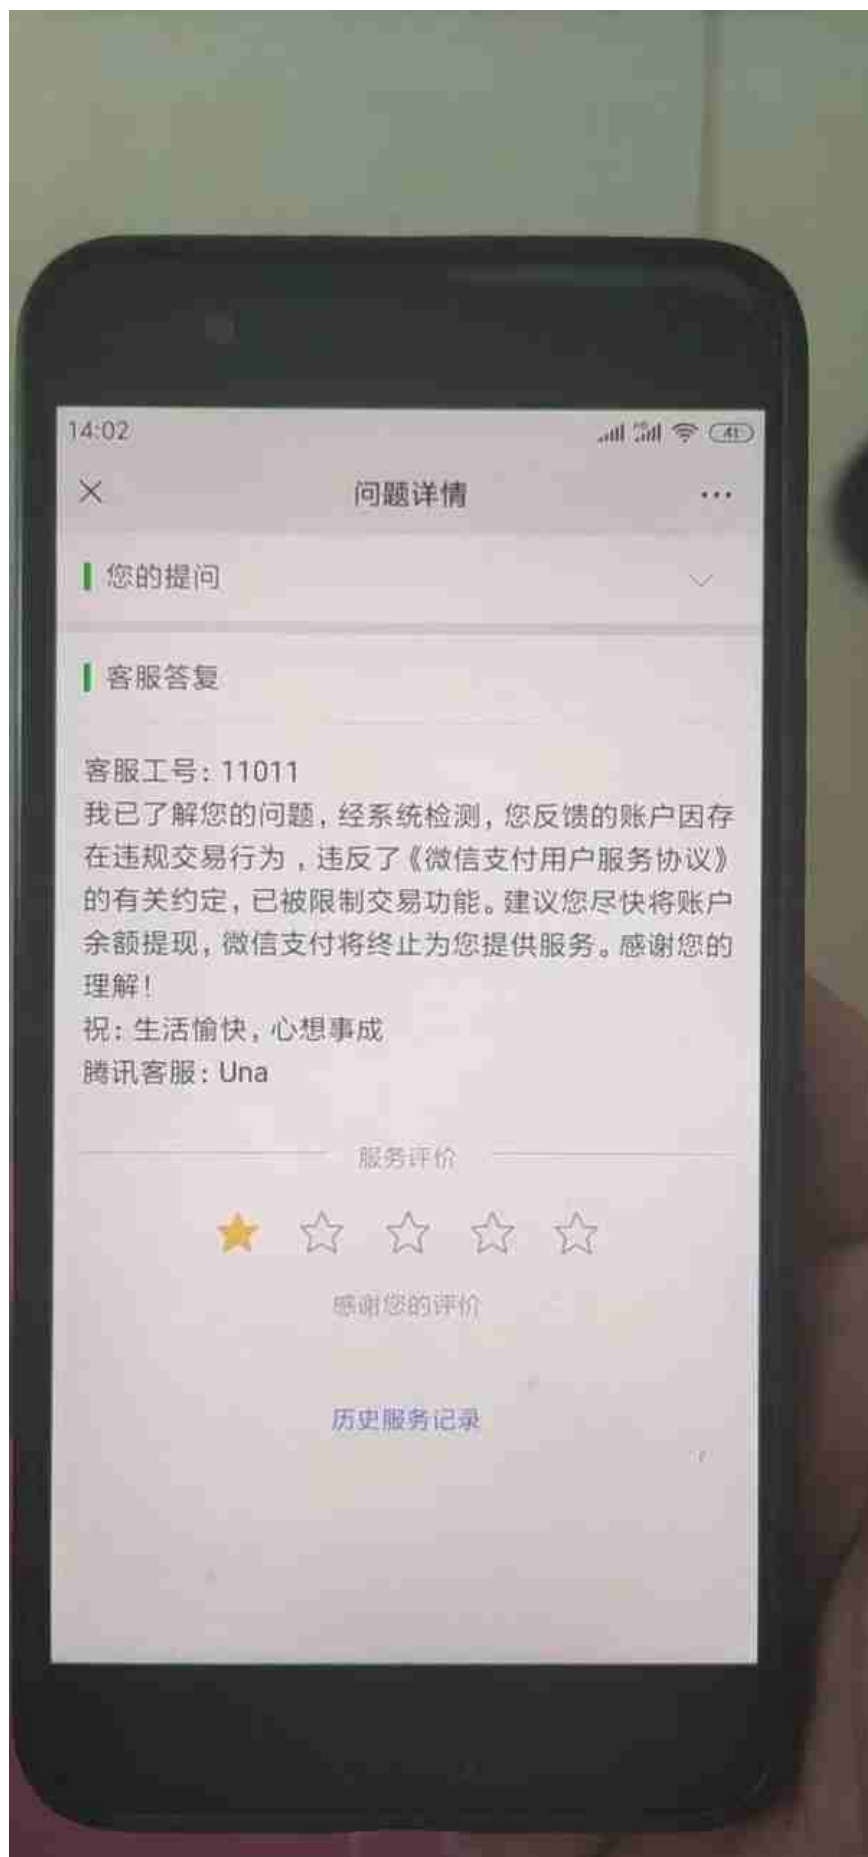 14:02
41
问题详情
您的提问
客服答复
客服工号: 11011
我已了解您的问题,经系统检测,您反馈的账户因存
在违规交易行为,违反了《微信支付用户服务协议》
的有关约定,已被限制交易功能。建议您尽快将账户
余额提现,微信支付将终止为您提供服务。感谢您的
理解!
祝: 生活愉快,心想事成
腾讯客服: Una
服务评价
感谢您的评价
历史服务记录